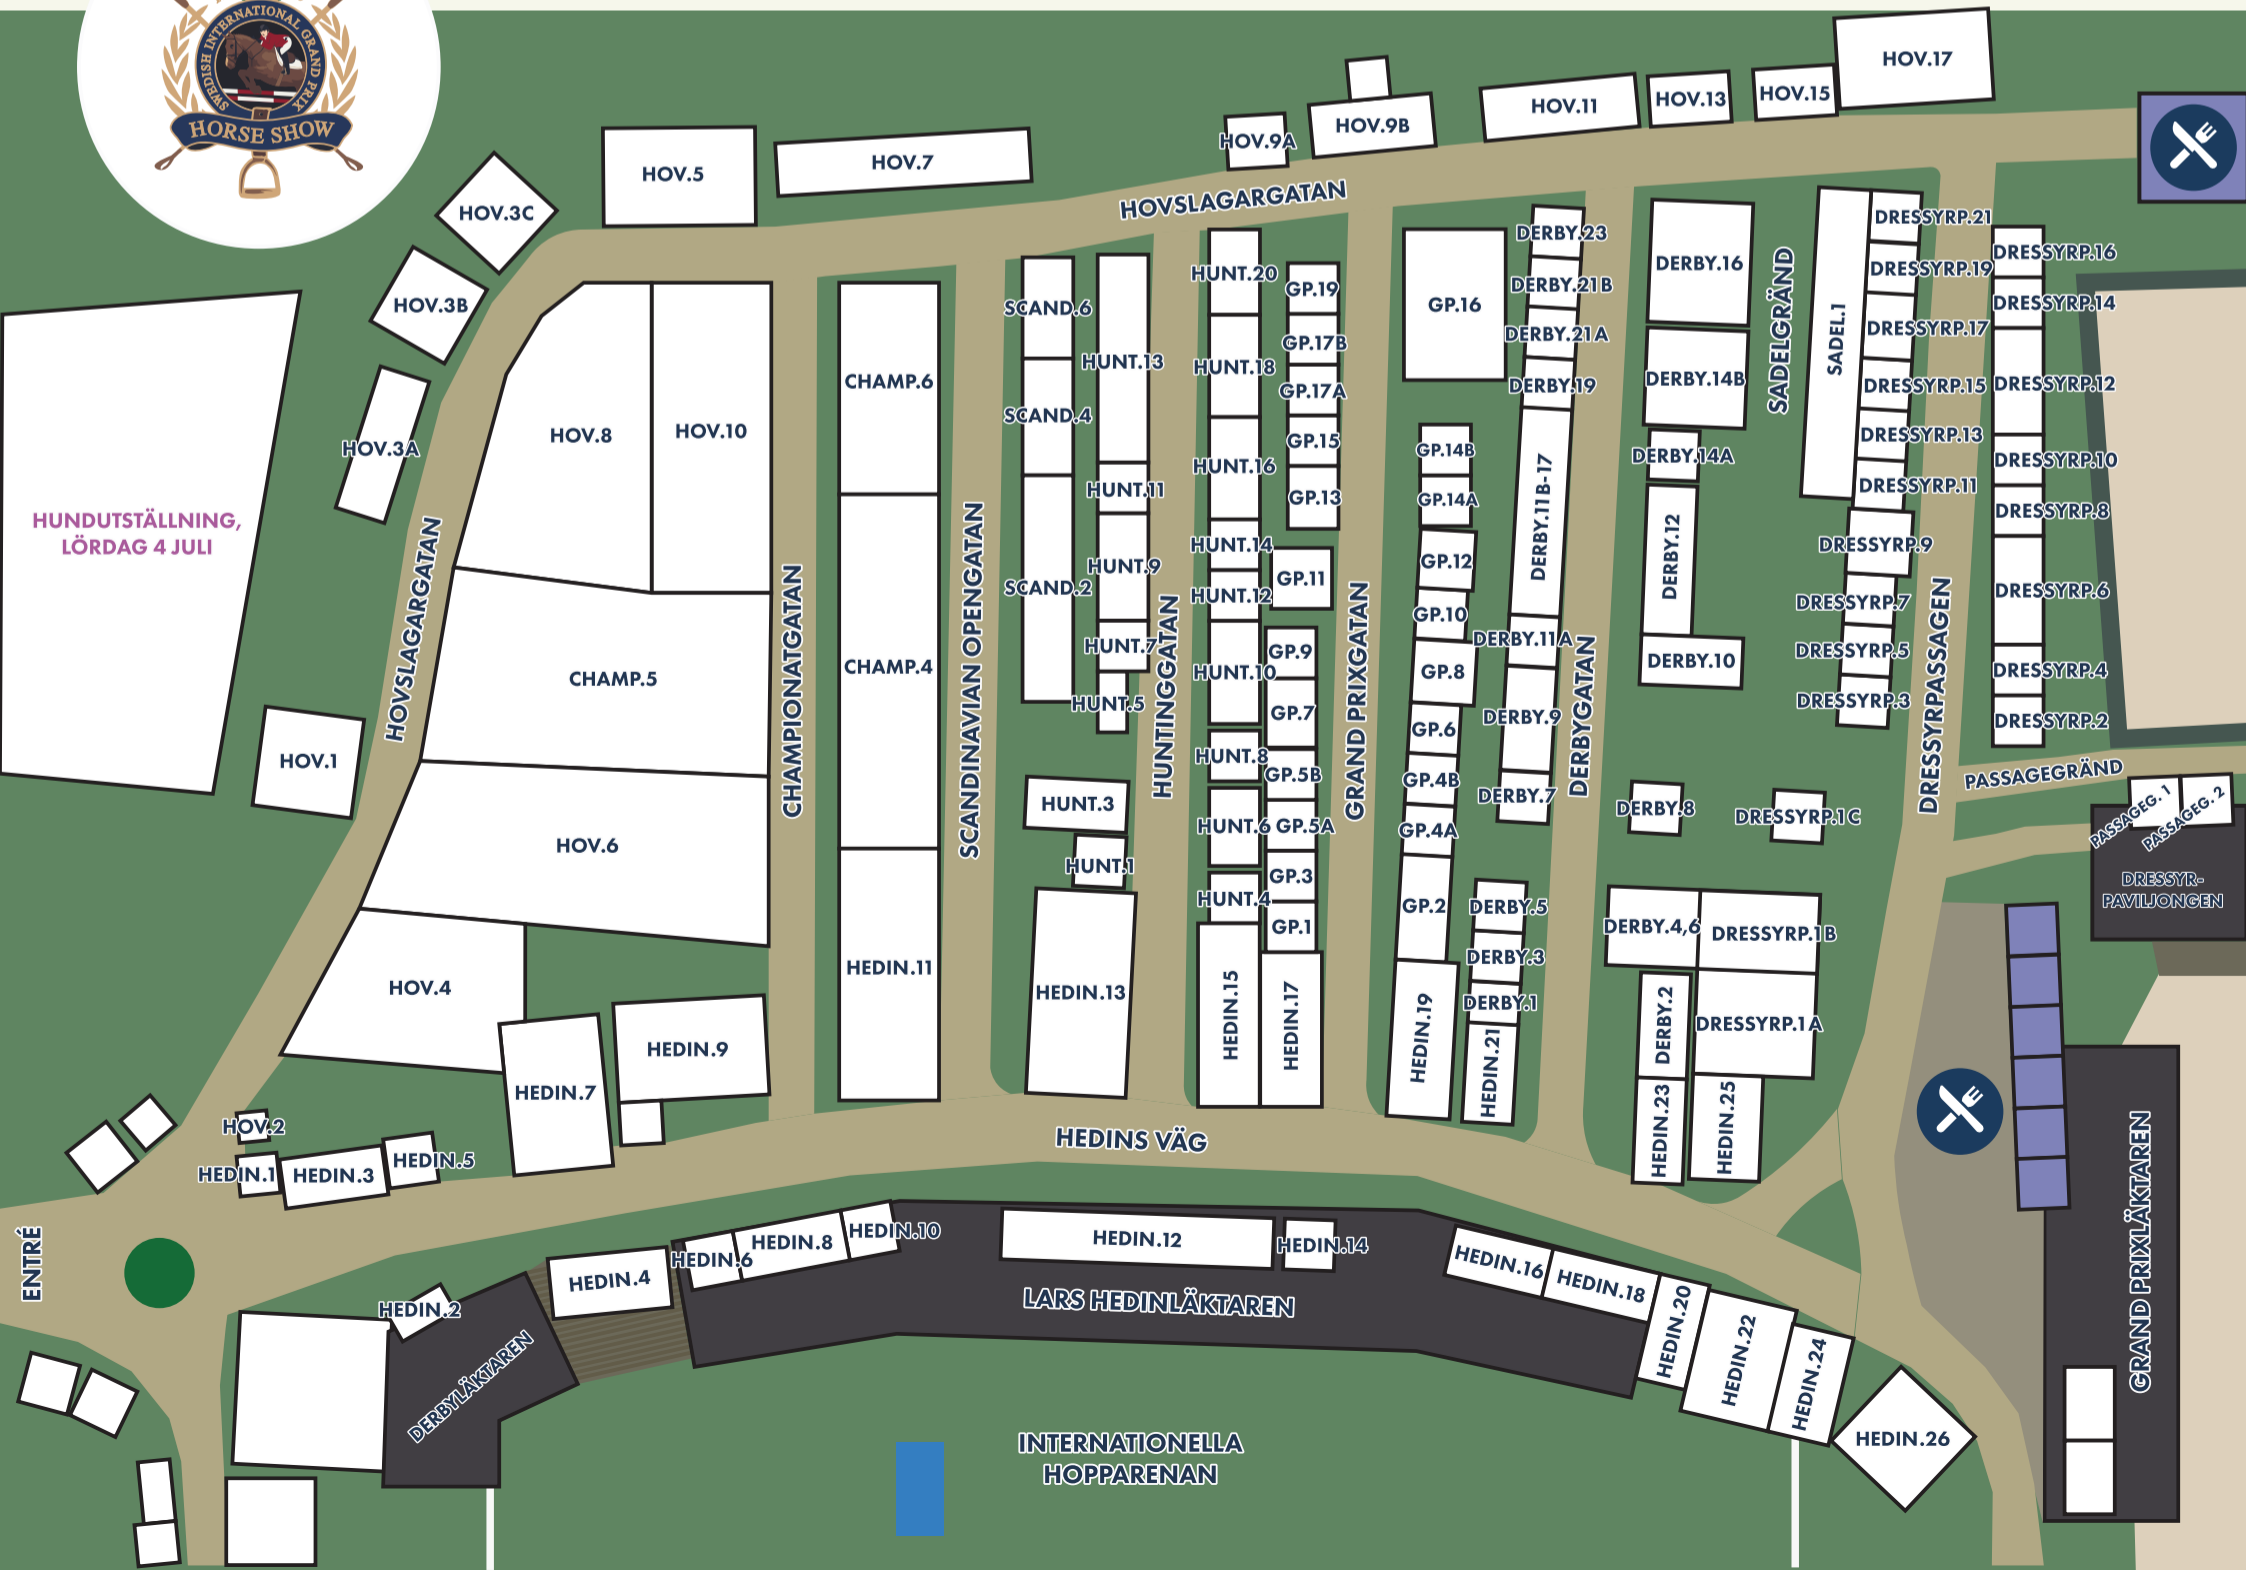 SWEDISH INTERNATIONAL GRAND PRIX
HORSE SHOW
HOV.17
HOV.15
HOV.13
HOV.11
HOV.9B
HOV.9A
HOV.7
HOV.5
HOV.3C
HOV.3B
HOV.3A
HOV.1
HUNDUTSTÄLLNING,
LÖRDAG 4 JULI
HOVSLAGARGATAN
HOVSLAGARGATAN
HOV.8
HOV.10
CHAMP.5
HOV.6
HOV.4
HOV.2
CHAMPIONATGATAN
CHAMP.6
CHAMP.4
HEDIN.11
SCANDINAVIAN OPENGATAN
SCAND.6
SCAND.4
SCAND.2
HUNT.13
HUNT.11
HUNT.9
HUNT.7
HUNT.5
HUNT.3
HUNT.1
HEDIN.13
HUNTINGGATAN
HUNT.20
HUNT.18
HUNT.16
HUNT.14
HUNT.12
HUNT.10
HUNT.8
HUNT.6
HUNT.4
HEDIN.15
GP.19
GP.17B
GP.17A
GP.15
GP.13
GP.11
GP.9
GP.7
GP.5B
GP.5A
GP.3
GP.1
HEDIN.17
GRAND PRIXGATAN
GP.16
GP.14B
GP.14A
GP.12
GP.10
GP.8
GP.6
GP.4B
GP.4A
GP.2
HEDIN.19
DERBY.23
DERBY.21B
DERBY.21A
DERBY.19
DERBY.11B-17
DERBY.11A
DERBY.9
DERBY.7
DERBY.5
DERBY.3
DERBY.1
HEDIN.21
DERBYGATAN
DERBY.16
DERBY.14B
DERBY.14A
DERBY.12
DERBY.10
DERBY.8
DERBY.4,6
DERBY.2
HEDIN.23
SADELGRÄND
SADEL.1
DRESSYRP.21
DRESSYRP.19
DRESSYRP.17
DRESSYRP.15
DRESSYRP.13
DRESSYRP.11
DRESSYRP.9
DRESSYRP.7
DRESSYRP.5
DRESSYRP.3
DRESSYRP.1C
DRESSYRP.1B
DRESSYRP.1A
HEDIN.25
DRESSYRPASSAGEN
DRESSYRP.16
DRESSYRP.14
DRESSYRP.12
DRESSYRP.10
DRESSYRP.8
DRESSYRP.6
DRESSYRP.4
DRESSYRP.2
PASSAGEGRÄND
PASSAGEG. 1
PASSAGEG. 2
DRESSYR-
PAVILJONGEN
GRAND PRIXLÄKTAREN
HEDIN.9
HEDIN.7
HEDIN.5
HEDIN.3
HEDIN.1
HEDINS VÄG
ENTRÉ
HEDIN.2
DERBYLÄKTAREN
HEDIN.4
HEDIN.6
HEDIN.8
HEDIN.10
HEDIN.12
HEDIN.14
LARS HEDINLÄKTAREN
HEDIN.16
HEDIN.18
HEDIN.20
HEDIN.22
HEDIN.24
HEDIN.26
INTERNATIONELLA
HOPPARENAN